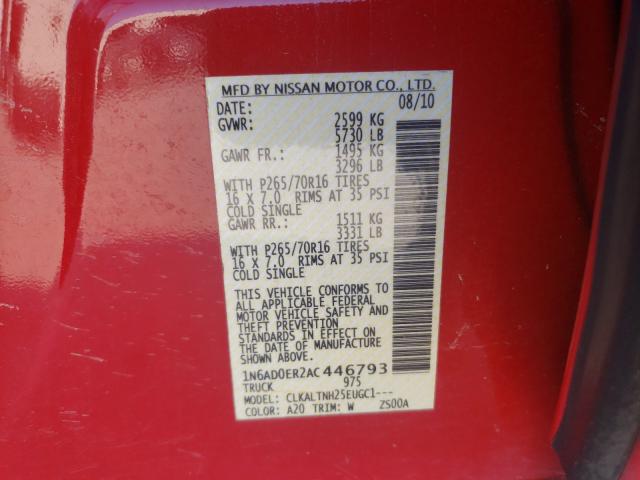 MFD BY NISSAN MOTOR CO., LTD.
DATE: 08/10
GVWR: 2599 KG
5730 LB
GAWR FR.: 1495 KG
3296 LB
WITH P265/70R16 TIRES
16 X 7.0 RIMS AT 35 PSI
COLD SINGLE
GAWR RR.: 1511 KG
3331 LB
WITH P265/70R16 TIRES
16 X 7.0 RIMS AT 35 PSI
COLD SINGLE
THIS VEHICLE CONFORMS TO
ALL APPLICABLE FEDERAL
MOTOR VEHICLE SAFETY AND
THEFT PREVENTION
STANDARDS IN EFFECT ON
THE DATE OF MANUFACTURE
SHOWN ABOVE.
1N6AD0ER2AC446793
TRUCK 975
MODEL: CLKALTNH25EUGC1---
COLOR: A20 TRIM: W ZS00A